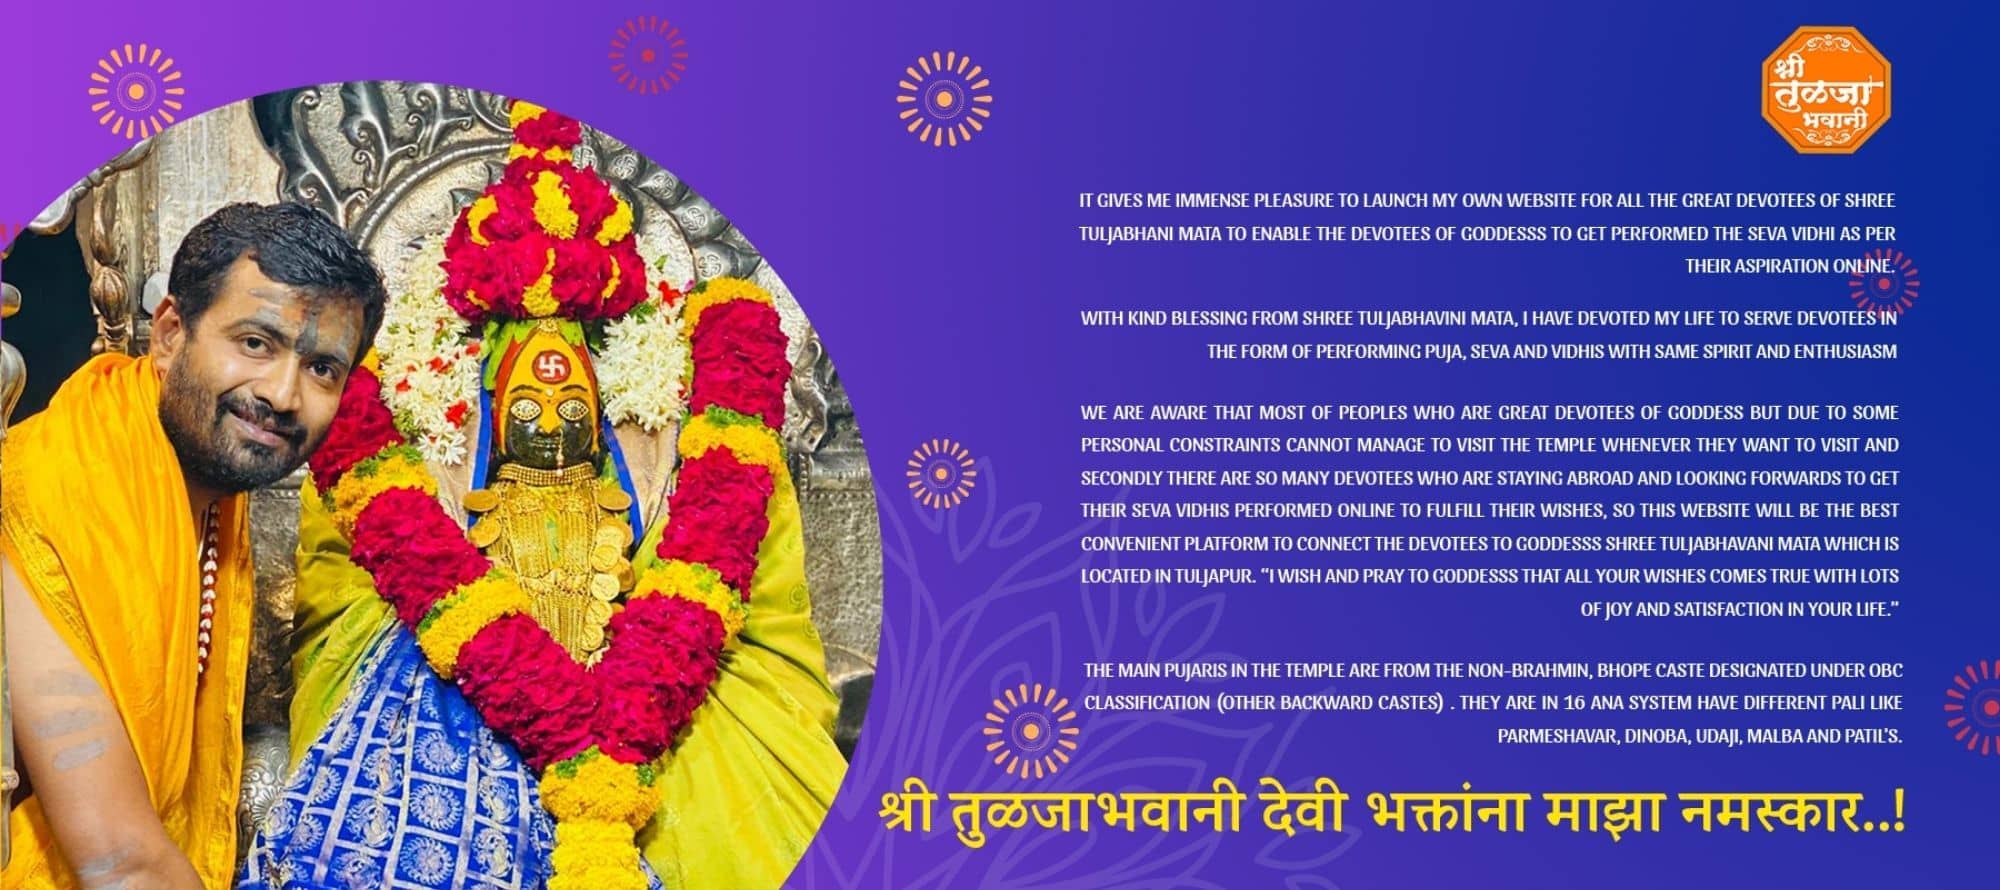 श्री
तुळजा
भवानी
IT GIVES ME IMMENSE PLEASURE TO LAUNCH MY OWN WEBSITE FOR ALL THE GREAT DEVOTEES OF SHREE
TULJABHANI MATA TO ENABLE THE DEVOTEES OF GODDESSS TO GET PERFORMED THE SEVA VIDHI AS PER
THEIR ASPIRATION ONLINE.
WITH KIND BLESSING FROM SHREE TULJABHAVINI MATA, I HAVE DEVOTED MY LIFE TO SERVE DEVOTEES IN
THE FORM OF PERFORMING PUJA, SEVA AND VIDHIS WITH SAME SPIRIT AND ENTHUSIASM
WE ARE AWARE THAT MOST OF PEOPLES WHO ARE GREAT DEVOTEES OF GODDESS BUT DUE TO SOME
PERSONAL CONSTRAINTS CANNOT MANAGE TO VISIT THE TEMPLE WHENEVER THEY WANT TO VISIT AND
SECONDLY THERE ARE SO MANY DEVOTEES WHO ARE STAYING ABROAD AND LOOKING FORWARDS TO GET
THEIR SEVA VIDHIS PERFORMED ONLINE TO FULFILL THEIR WISHES, SO THIS WEBSITE WILL BE THE BEST
CONVENIENT PLATFORM TO CONNECT THE DEVOTEES TO GODDESSS SHREE TULJABHAVANI MATA WHICH IS
LOCATED IN TULJAPUR. “I WISH AND PRAY TO GODDESSS THAT ALL YOUR WISHES COMES TRUE WITH LOTS
OF JOY AND SATISFACTION IN YOUR LIFE.”
THE MAIN PUJARIS IN THE TEMPLE ARE FROM THE NON-BRAHMIN, BHOPE CASTE DESIGNATED UNDER OBC
CLASSIFICATION (OTHER BACKWARD CASTES) . THEY ARE IN 16 ANA SYSTEM HAVE DIFFERENT PALI LIKE
PARMESHAVAR, DINOBA, UDAJI, MALBA AND PATIL'S.
श्री तुळजाभवानी देवी भक्तांना माझा नमस्कार..!